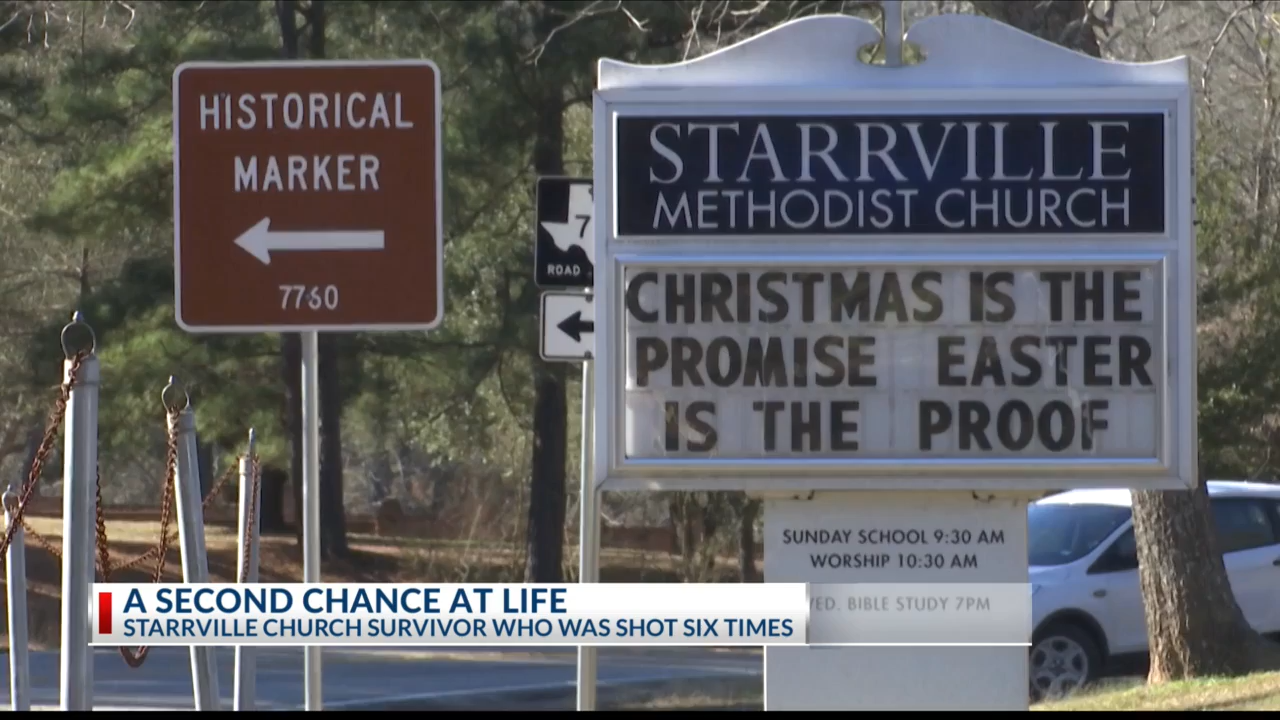 HISTORICAL
MARKER
7760
7
ROAD
STARRVILLE
METHODIST CHURCH
CHRISTMAS IS THE
PROMISE EASTER
IS THE PROOF
SUNDAY SCHOOL 9:30 AM
WORSHIP 10:30 AM
BIBLE STUDY 7PM
A SECOND CHANCE AT LIFE
STARRVILLE CHURCH SURVIVOR WHO WAS SHOT SIX TIMES